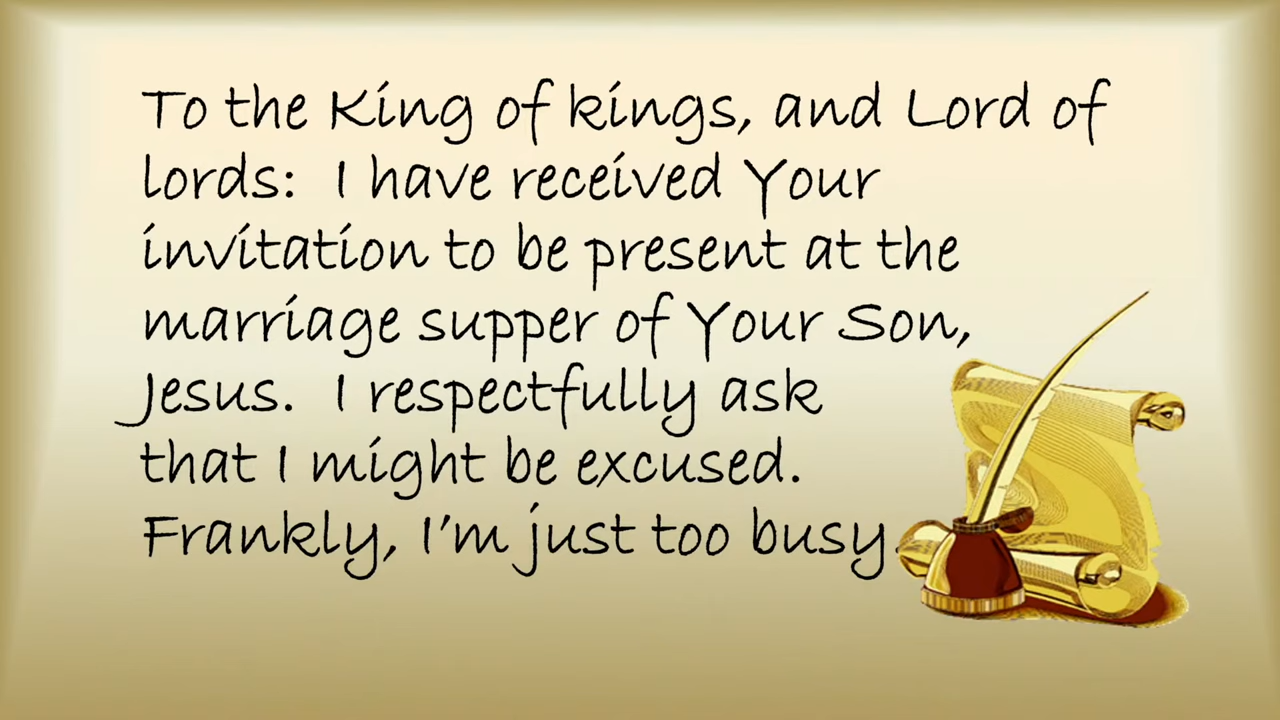 To the King of kings, and Lord of
lords: I have received Your
invitation to be present at the
marriage supper of Your Son,
Jesus. I respectfully ask
that I might be excused.
Frankly, I'm just too busy.